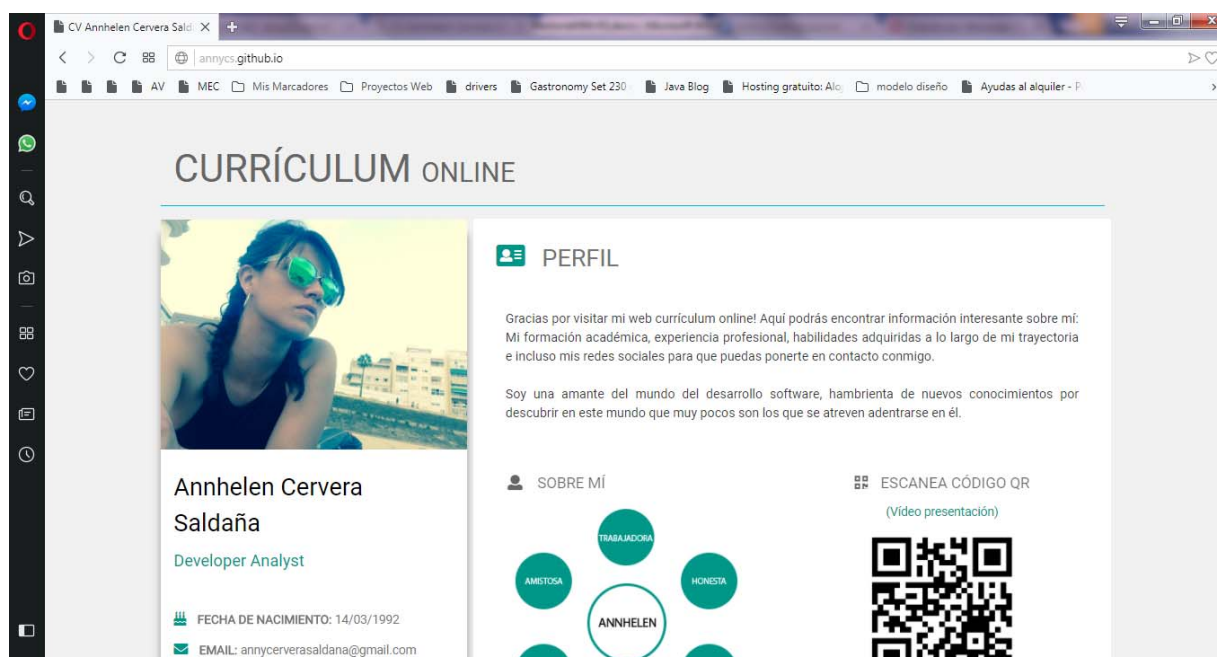 CV Annhelen Cervera Sald
annycs.github.io
AV MEC Mis Marcadores Proyectos Web drivers Gastronomy Set 230 Java Blog Hosting gratuito: Alo modelo diseño Ayudas al alquiler - P
CURRÍCULUM ONLINE
PERFIL
Gracias por visitar mi web currículum online! Aquí podrás encontrar información interesante sobre mí:
Mi formación académica, experiencia profesional, habilidades adquiridas a lo largo de mi trayectoria
e incluso mis redes sociales para que puedas ponerte en contacto conmigo.
Soy una amante del mundo del desarrollo software, hambrienta de nuevos conocimientos por
descubrir en este mundo que muy pocos son los que se atreven adentrarse en él.
Annhelen Cervera
Saldaña
Developer Analyst
FECHA DE NACIMIENTO: 14/03/1992
EMAIL: annycerverasaldana@gmail.com
SOBRE MÍ
TRABAJADORA
AMISTOSA
HONESTA
ANNHELEN
ESCANEA CÓDIGO QR
(Vídeo presentación)